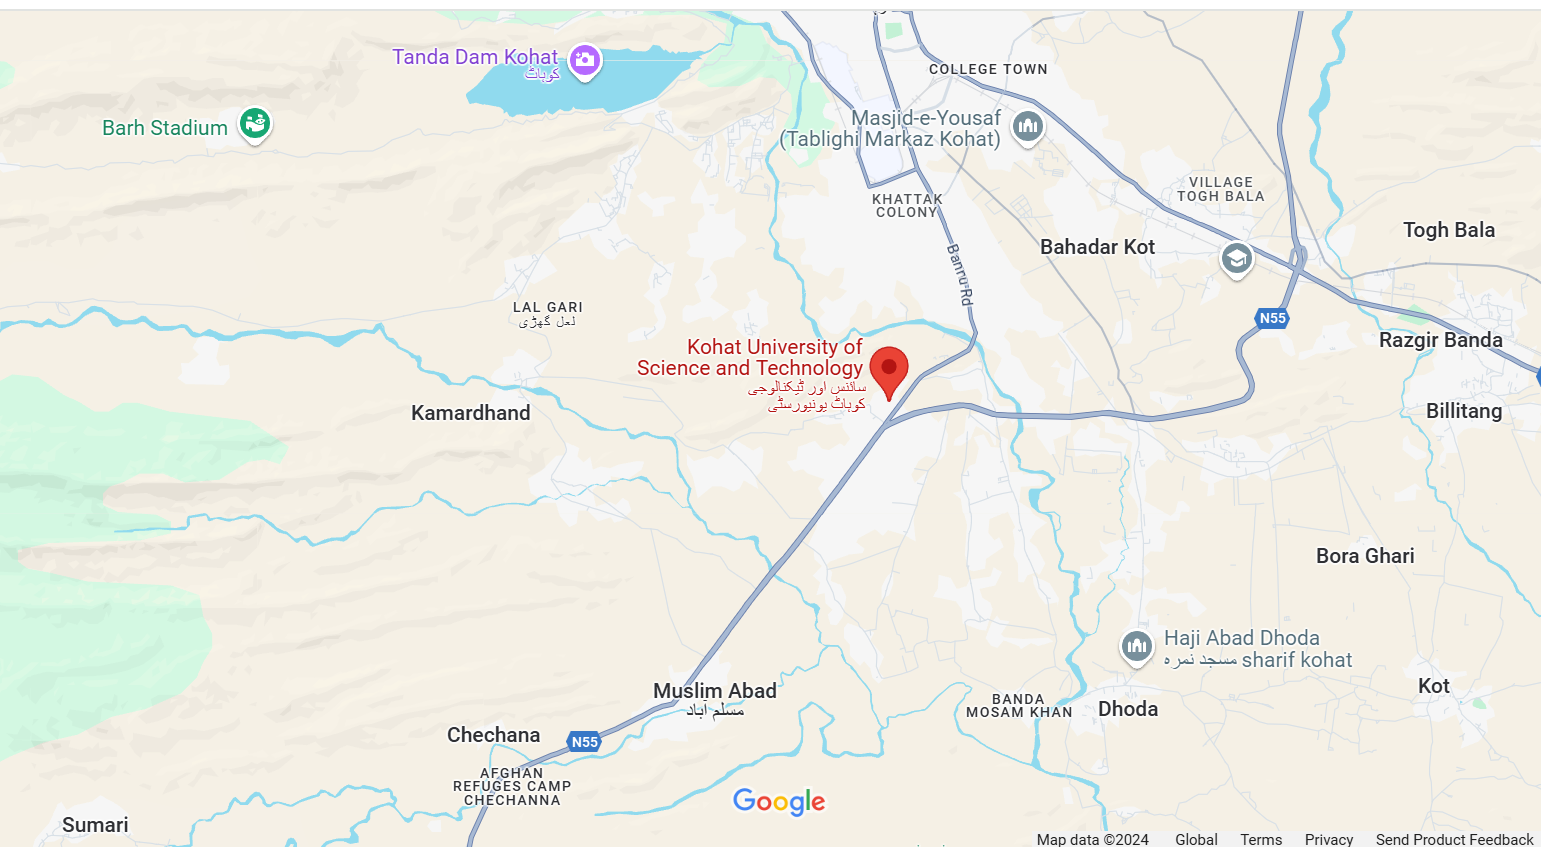 Tanda Dam Kohat
کوہاٹ
COLLEGE TOWN
Barh Stadium
Masjid-e-Yousaf
(Tablighi Markaz Kohat)
KHATTAK
COLONY
VILLAGE
TOGH BALA
Togh Bala
Bahadar Kot
Banru Rd
LAL GARI
لعل گھڑی
N55
Kohat University of
Science and Technology
سائنس اور ٹیکنالوجی
کوہاٹ یونیورسٹی
Razgir Banda
Kamardhand
Billitang
Bora Ghari
Haji Abad Dhoda
مسجد نمرہ sharif kohat
Muslim Abad
مسلم آباد
Kot
BANDA
MOSAM KHAN
Dhoda
Chechana
N55
AFGHAN
REFUGES CAMP
CHECHANNA
Google
Sumari
Map data ©2024 Global Terms Privacy Send Product Feedback